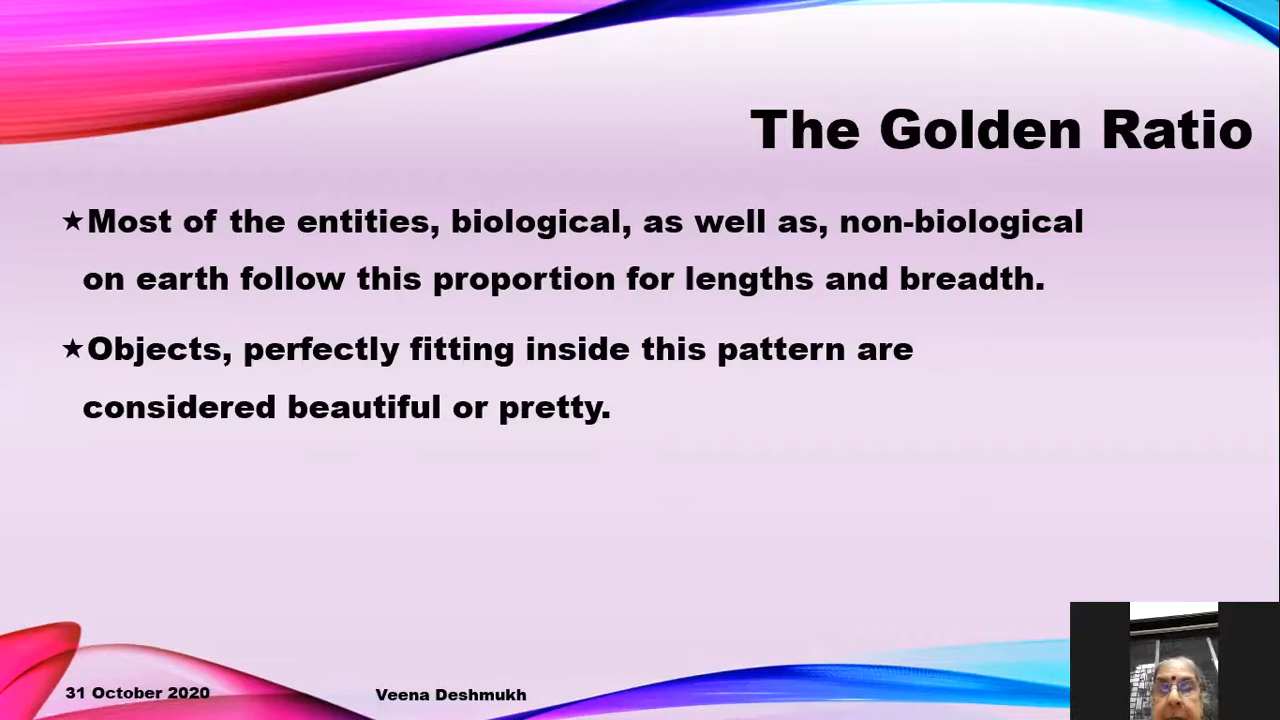 The Golden Ratio
★Most of the entities, biological, as well as, non-biological
on earth follow this proportion for lengths and breadth.
★Objects, perfectly fitting inside this pattern are
considered beautiful or pretty.
31 October 2020
Veena Deshmukh